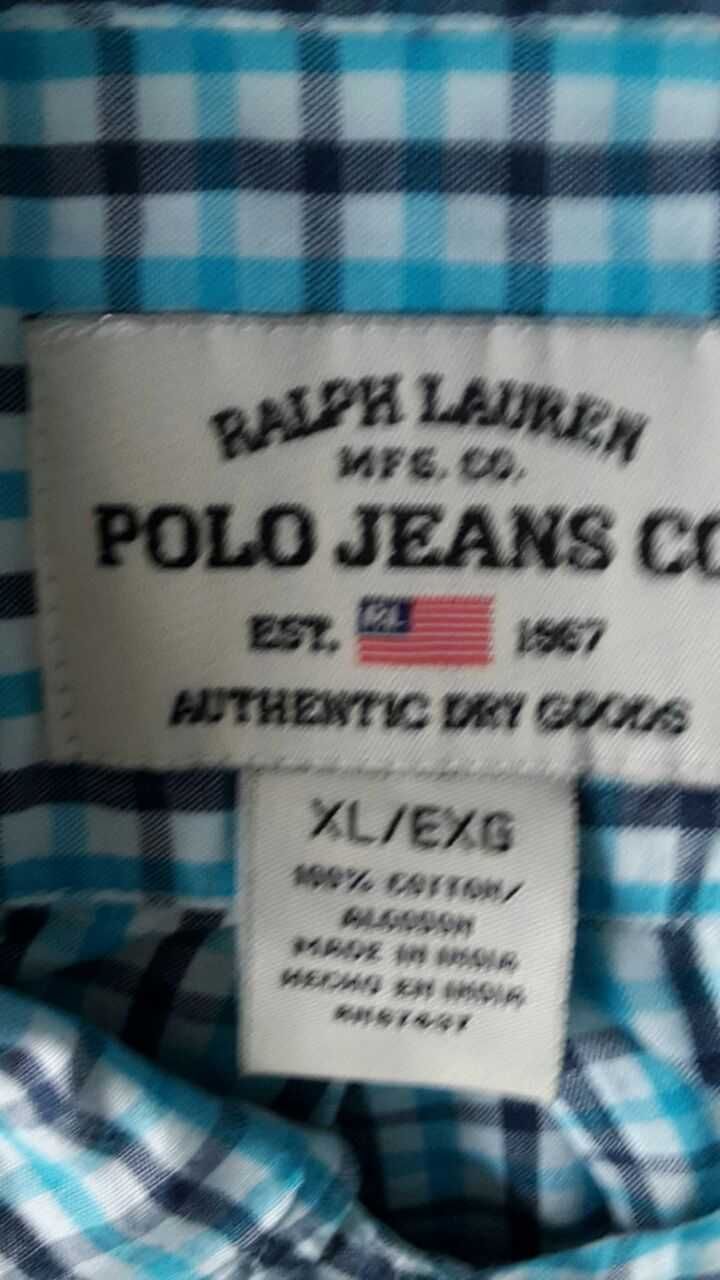 RALPH LAUREN
MFG. CO.
POLO JEANS CO
EST. RL 1967
AUTHENTIC DRY GOODS
XL/EXG
100% COTTON/
ALGODON
MADE IN INDIA
HECHO EN INDIA